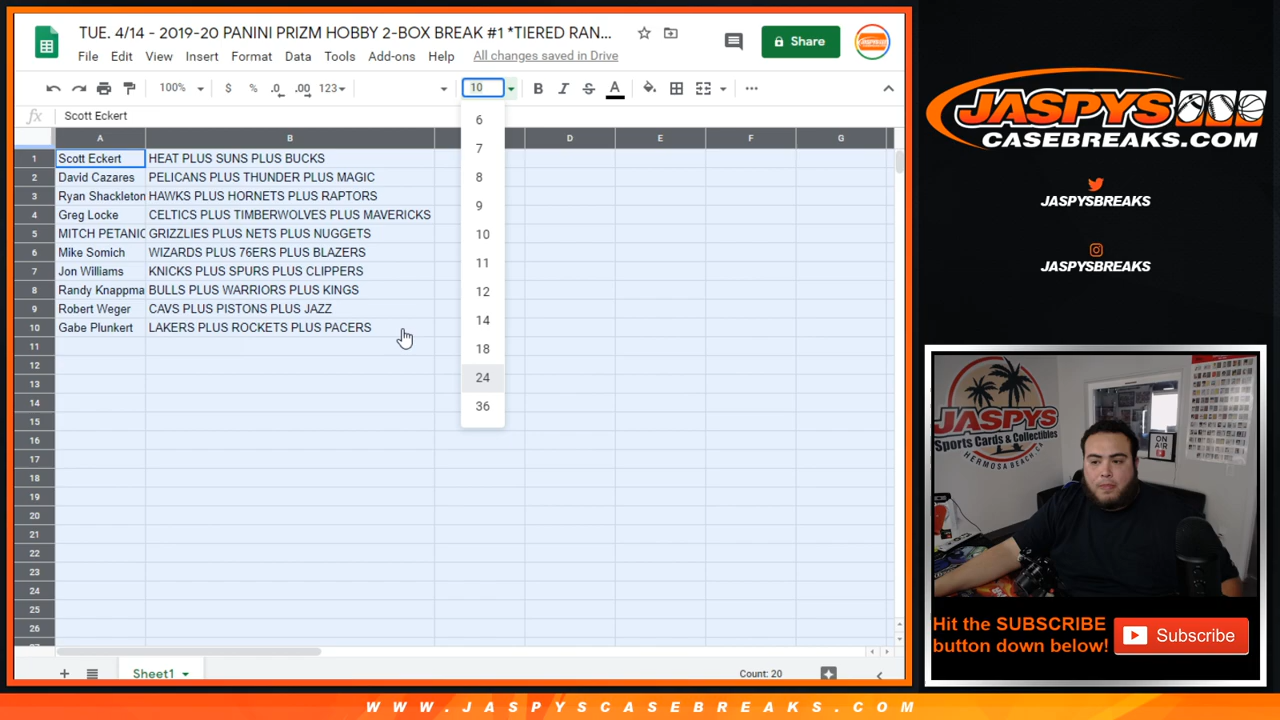 TUE. 4/14 - 2019-20 PANINI PRIZM HOBBY 2-BOX BREAK #1 *TIERED RAN...
File Edit View Insert Format Data Tools Add-ons Help All changes saved in Drive
Share
100% $ % .0 .00 123 10 B I S A
fx Scott Eckert
A B D E F G
1 Scott Eckert HEAT PLUS SUNS PLUS BUCKS
2 David Cazares PELICANS PLUS THUNDER PLUS MAGIC
3 Ryan Shackleton HAWKS PLUS HORNETS PLUS RAPTORS
4 Greg Locke CELTICS PLUS TIMBERWOLVES PLUS MAVERICKS
5 MITCH PETANIC GRIZZLIES PLUS NETS PLUS NUGGETS
6 Mike Somich WIZARDS PLUS 76ERS PLUS BLAZERS
7 Jon Williams KNICKS PLUS SPURS PLUS CLIPPERS
8 Randy Knappma BULLS PLUS WARRIORS PLUS KINGS
9 Robert Weger CAVS PLUS PISTONS PLUS JAZZ
10 Gabe Plunkert LAKERS PLUS ROCKETS PLUS PACERS
11
12
13
14
15
16
17
18
19
20
21
22
23
24
25
26
6
7
8
9
10
11
12
14
18
24
36
Sheet1
Count: 20
JASPYS
CASEBREAKS.COM
JASPYSBREAKS
JASPYSBREAKS
JASPYS
Sports Cards & Collectibles
HERMOSA BEACH, CA
ON AIR
Hit the SUBSCRIBE
button down below!
Subscribe
WWW.JASPYSCASEBREAKS.COM